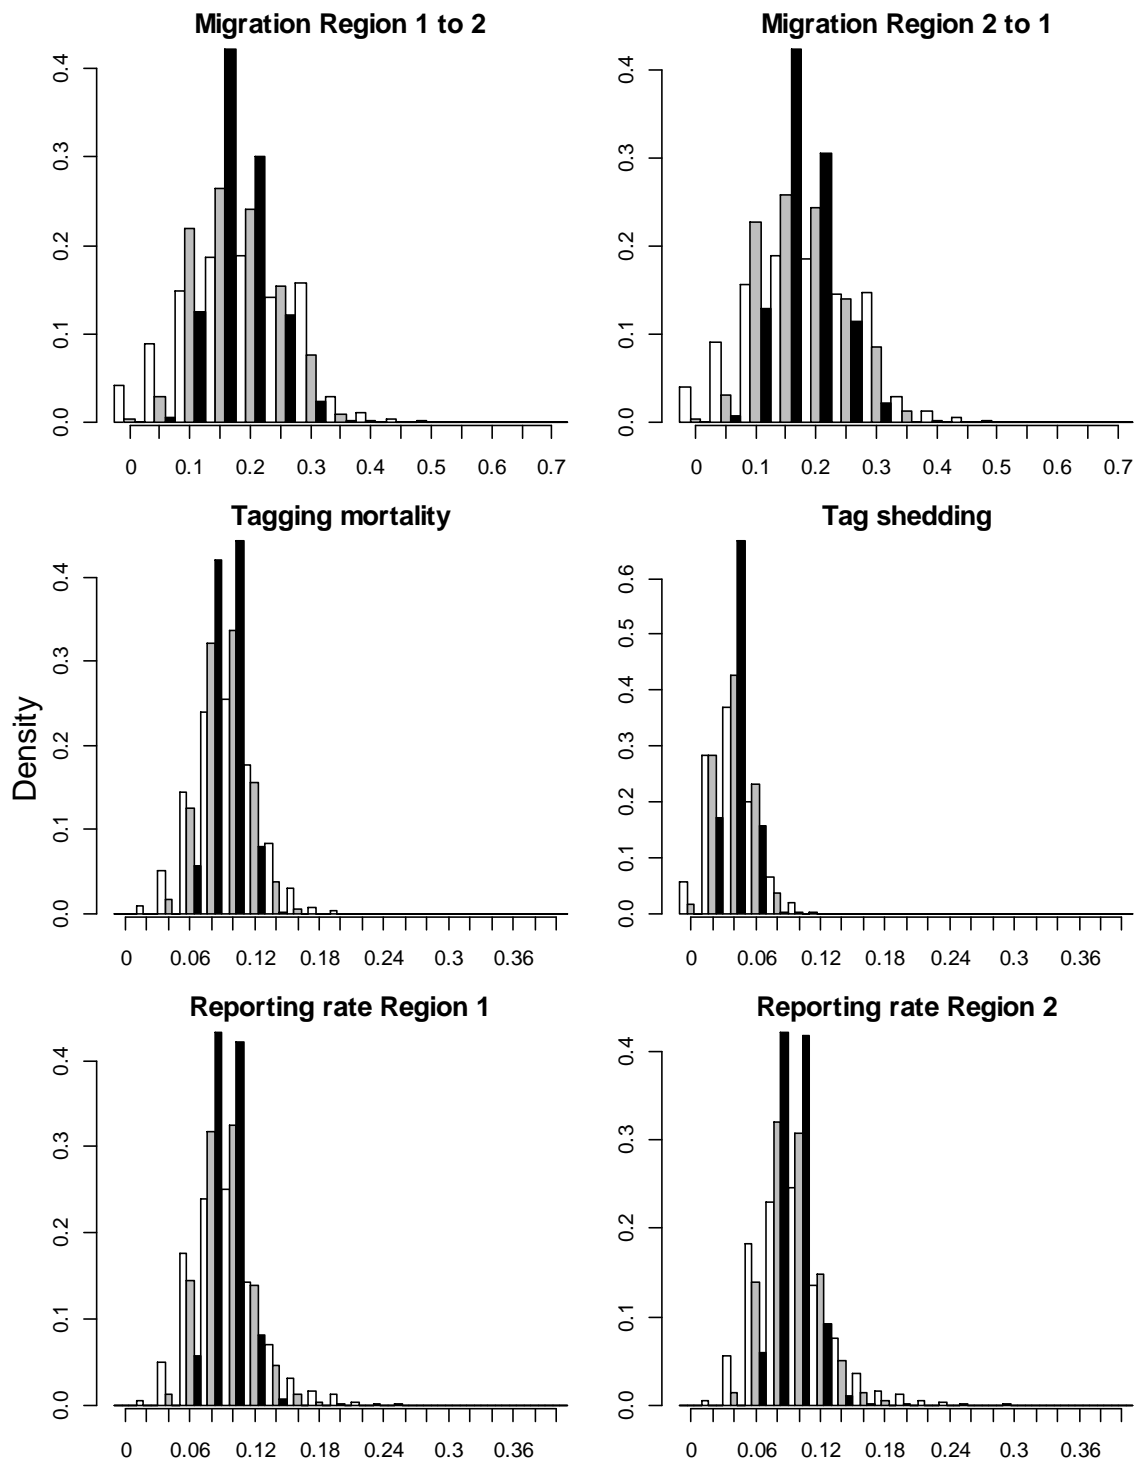 Migration Region 1 to 2
0.4
0.3
0.2
0.1
0.0
0 0.1 0.2 0.3 0.4 0.5 0.6 0.7
Migration Region 2 to 1
0.4
0.3
0.2
0.1
0.0
0 0.1 0.2 0.3 0.4 0.5 0.6 0.7
Density
Tagging mortality
0.4
0.3
0.2
0.1
0.0
0 0.06 0.12 0.18 0.24 0.3 0.36
Tag shedding
0.6
0.5
0.4
0.3
0.2
0.1
0.0
0 0.06 0.12 0.18 0.24 0.3 0.36
Reporting rate Region 1
0.4
0.3
0.2
0.1
0.0
0 0.06 0.12 0.18 0.24 0.3 0.36
Reporting rate Region 2
0.4
0.3
0.2
0.1
0.0
0 0.06 0.12 0.18 0.24 0.3 0.36